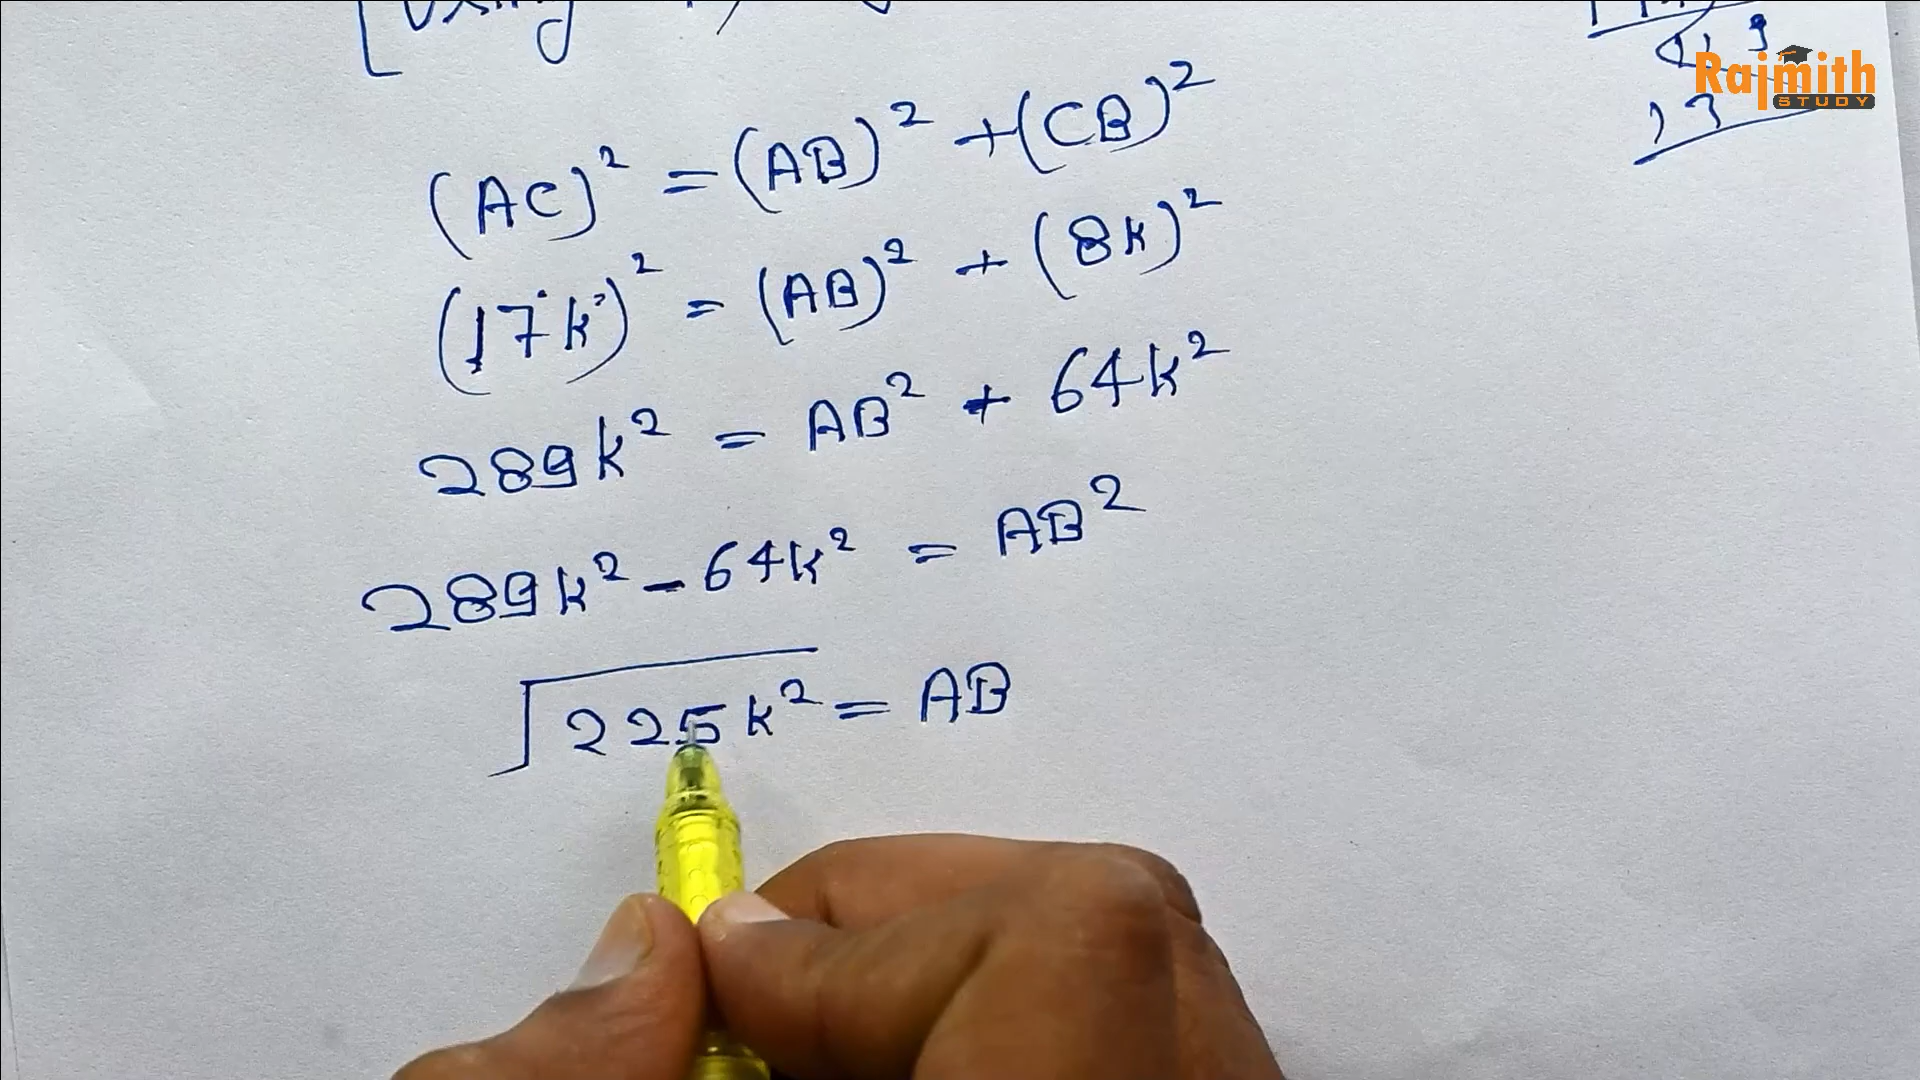 (AC)² = (AB)² + (CB)²
(17k)² = (AB)² + (8k)²
289k² = AB² + 64k²
289k² - 64k² = AB²
√225k² = AB
Rajmith
STUDY